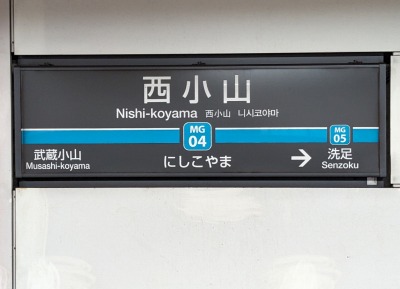 西小山
Nishi-koyama 西小山 니시코야마
MG
04
MG
05
武蔵小山
Musashi-koyama
にしこやま
→ 洗足
Senzoku